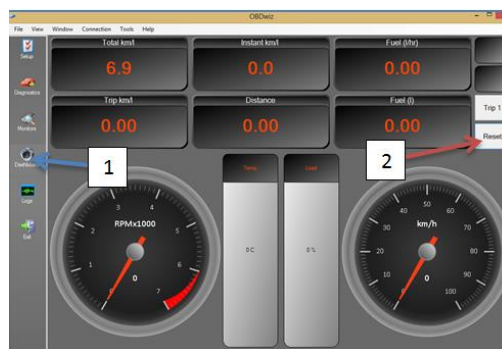 OBDwiz
File View Window Connection Tools Help
Setup
Diagnostics
Monitors
Dashboard
Logs
Exit
Total km/l
6.9
Instant km/l
0.0
Fuel (l/hr)
0.00
Trip km/l
0.00
Distance
0.00
Fuel (l)
0.00
Trip 1
Reset
1
2
RPMx1000
0 1 2 3 4 5 6 7
0
Temp
0 C
Load
0 %
km/h
0 10 20 30 40 50 60 70 80 90 100
0